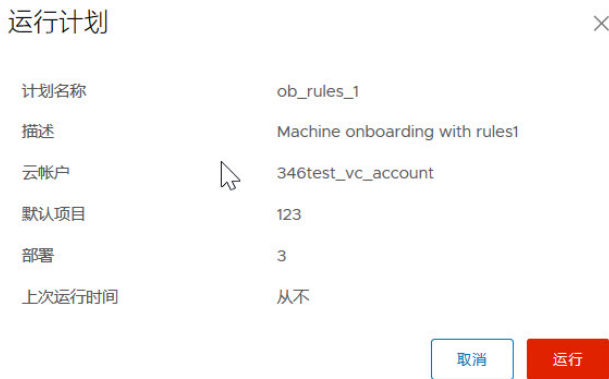 运行计划
计划名称 ob_rules_1
描述 Machine onboarding with rules1
云帐户 346test_vc_account
默认项目 123
部署 3
上次运行时间 从不
取消 运行